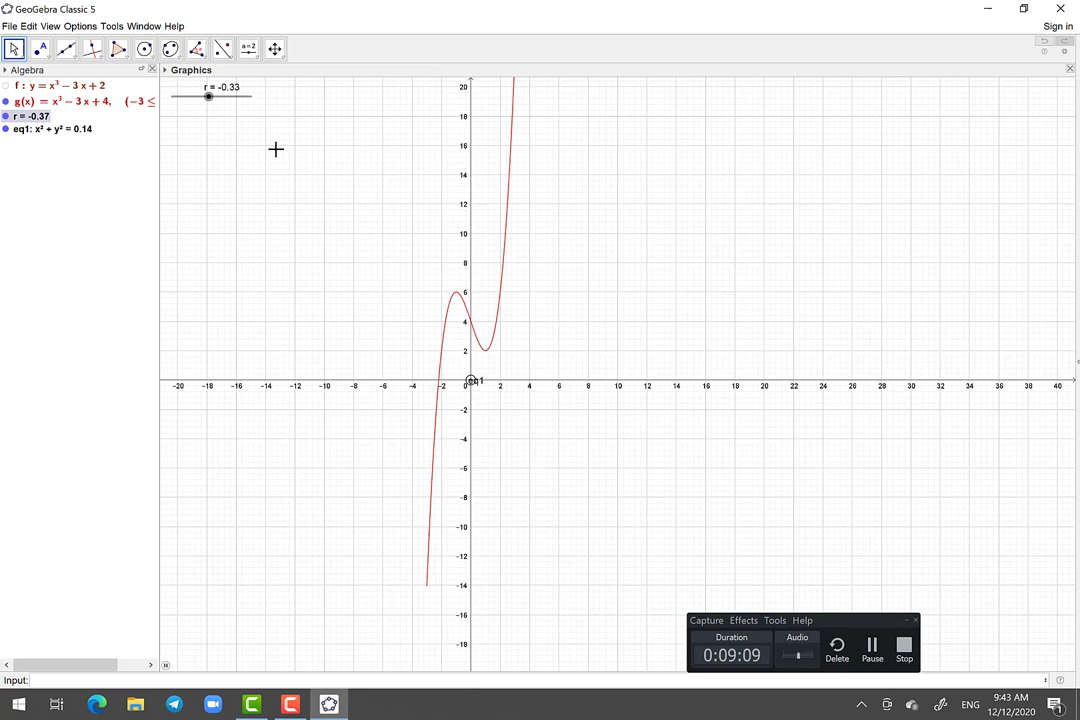 GeoGebra Classic 5
File Edit View Options Tools Window Help
Sign in
Algebra
Graphics
f : y = x³ − 3 x + 2
g(x) = x³ − 3 x + 4, (−3 ≤
r = -0.37
eq1: x² + y² = 0.14
r = -0.33
20
18
16
14
12
10
8
6
4
2
-20 -18 -16 -14 -12 -10 -8 -6 -4 -2 0 2 4 6 8 10 12 14 16 18 20 22 24 26 28 30 32 34 36 38 40
eq1
-2
-4
-6
-8
-10
-12
-14
-16
-18
a=2
Capture Effects Tools Help
Duration Audio
0:09:09
Delete Pause Stop
Input:
ENG
9:43 AM
12/12/2020
1